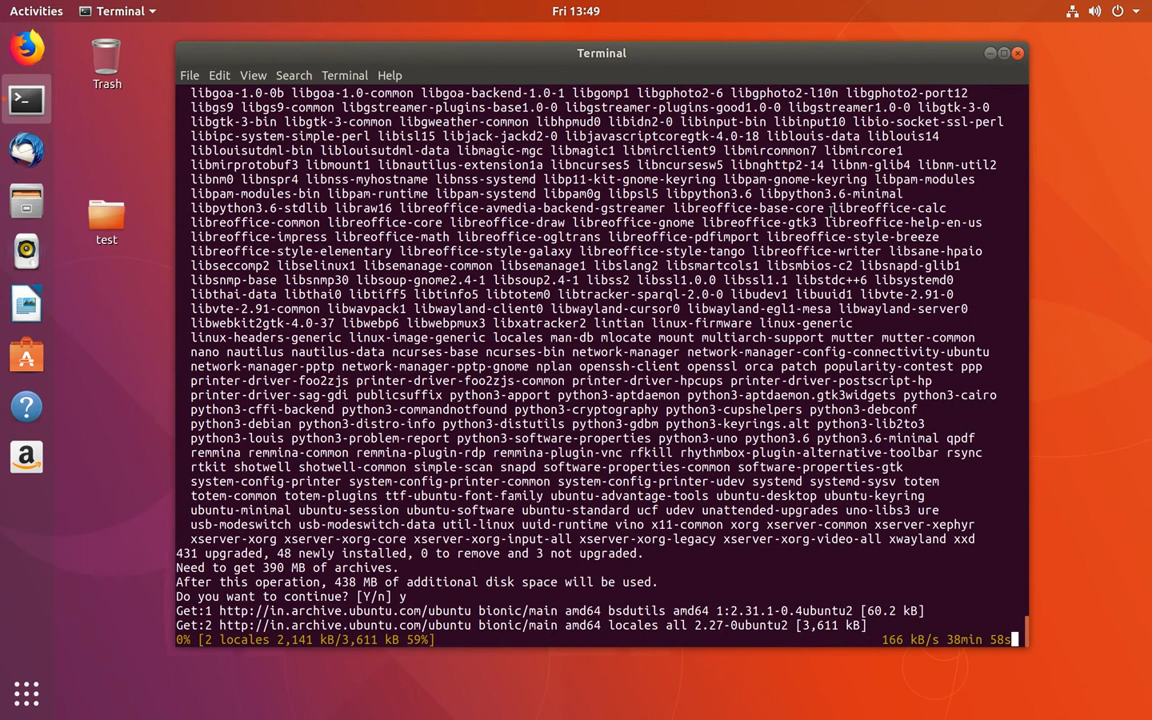 Activities
Terminal
Fri 13:49
Trash
test
Terminal
File Edit View Search Terminal Help
libgoa-1.0-0b libgoa-1.0-common libgoa-backend-1.0-1 libgomp1 libgphoto2-6 libgphoto2-l10n libgphoto2-port12
libgs9 libgs9-common libgstreamer-plugins-base1.0-0 libgstreamer-plugins-good1.0-0 libgstreamer1.0-0 libgtk-3-0
libgtk-3-bin libgtk-3-common libgweather-common libhpmud0 libidn2-0 libinput-bin libinput10 libio-socket-ssl-perl
libipc-system-simple-perl libisl15 libjack-jackd2-0 libjavascriptcoregtk-4.0-18 liblouis-data liblouis14
liblouisutdml-bin liblouisutdml-data libmagic-mgc libmagic1 libmirclient9 libmircommon7 libmircore1
libmirprotobuf3 libmount1 libnautilus-extension1a libncurses5 libncursesw5 libnghttp2-14 libnm-glib4 libnm-util2
libnm0 libnspr4 libnss-myhostname libnss-systemd libp11-kit-gnome-keyring libpam-gnome-keyring libpam-modules
libpam-modules-bin libpam-runtime libpam-systemd libpam0g libpsl5 libpython3.6 libpython3.6-minimal
libpython3.6-stdlib libraw16 libreoffice-avmedia-backend-gstreamer libreoffice-base-core libreoffice-calc
libreoffice-common libreoffice-core libreoffice-draw libreoffice-gnome libreoffice-gtk3 libreoffice-help-en-us
libreoffice-impress libreoffice-math libreoffice-ogltrans libreoffice-pdfimport libreoffice-style-breeze
libreoffice-style-elementary libreoffice-style-galaxy libreoffice-style-tango libreoffice-writer libsane-hpaio
libseccomp2 libselinux1 libsemanage-common libsemanage1 libslang2 libsmartcols1 libsmbios-c2 libsnapd-glib1
libsnmp-base libsnmp30 libsoup-gnome2.4-1 libsoup2.4-1 libss2 libssl1.0.0 libssl1.1 libstdc++6 libsystemd0
libthai-data libthai0 libtiff5 libtinfo5 libtotem0 libtracker-sparql-2.0-0 libudev1 libuuid1 libvte-2.91-0
libvte-2.91-common libwavpack1 libwayland-client0 libwayland-cursor0 libwayland-egl1-mesa libwayland-server0
libwebkit2gtk-4.0-37 libwebp6 libwebpmux3 libxatracker2 lintian linux-firmware linux-generic
linux-headers-generic linux-image-generic locales man-db mlocate mount multiarch-support mutter mutter-common
nano nautilus nautilus-data ncurses-base ncurses-bin network-manager network-manager-config-connectivity-ubuntu
network-manager-pptp network-manager-pptp-gnome nplan openssh-client openssl orca patch popularity-contest ppp
printer-driver-foo2zjs printer-driver-foo2zjs-common printer-driver-hpcups printer-driver-postscript-hp
printer-driver-sag-gdi publicsuffix python3-apport python3-aptdaemon python3-aptdaemon.gtk3widgets python3-cairo
python3-cffi-backend python3-commandnotfound python3-cryptography python3-cupshelpers python3-debconf
python3-debian python3-distro-info python3-distutils python3-gdbm python3-keyrings.alt python3-lib2to3
python3-louis python3-problem-report python3-software-properties python3-uno python3.6 python3.6-minimal qpdf
remmina remmina-common remmina-plugin-rdp remmina-plugin-vnc rfkill rhythmbox-plugin-alternative-toolbar rsync
rtkit shotwell shotwell-common simple-scan snapd software-properties-common software-properties-gtk
system-config-printer system-config-printer-common system-config-printer-udev systemd systemd-sysv totem
totem-common totem-plugins ttf-ubuntu-font-family ubuntu-advantage-tools ubuntu-desktop ubuntu-keyring
ubuntu-minimal ubuntu-session ubuntu-software ubuntu-standard ucf udev unattended-upgrades uno-libs3 ure
usb-modeswitch usb-modeswitch-data util-linux uuid-runtime vino x11-common xorg xserver-common xserver-xephyr
xserver-xorg xserver-xorg-core xserver-xorg-input-all xserver-xorg-legacy xserver-xorg-video-all xwayland xxd
431 upgraded, 48 newly installed, 0 to remove and 3 not upgraded.
Need to get 390 MB of archives.
After this operation, 438 MB of additional disk space will be used.
Do you want to continue? [Y/n] y
Get:1 http://in.archive.ubuntu.com/ubuntu bionic/main amd64 bsdutils amd64 1:2.31.1-0.4ubuntu2 [60.2 kB]
Get:2 http://in.archive.ubuntu.com/ubuntu bionic/main amd64 locales all 2.27-0ubuntu2 [3,611 kB]
0% [2 locales 2,141 kB/3,611 kB 59%] 166 kB/s 38min 58s